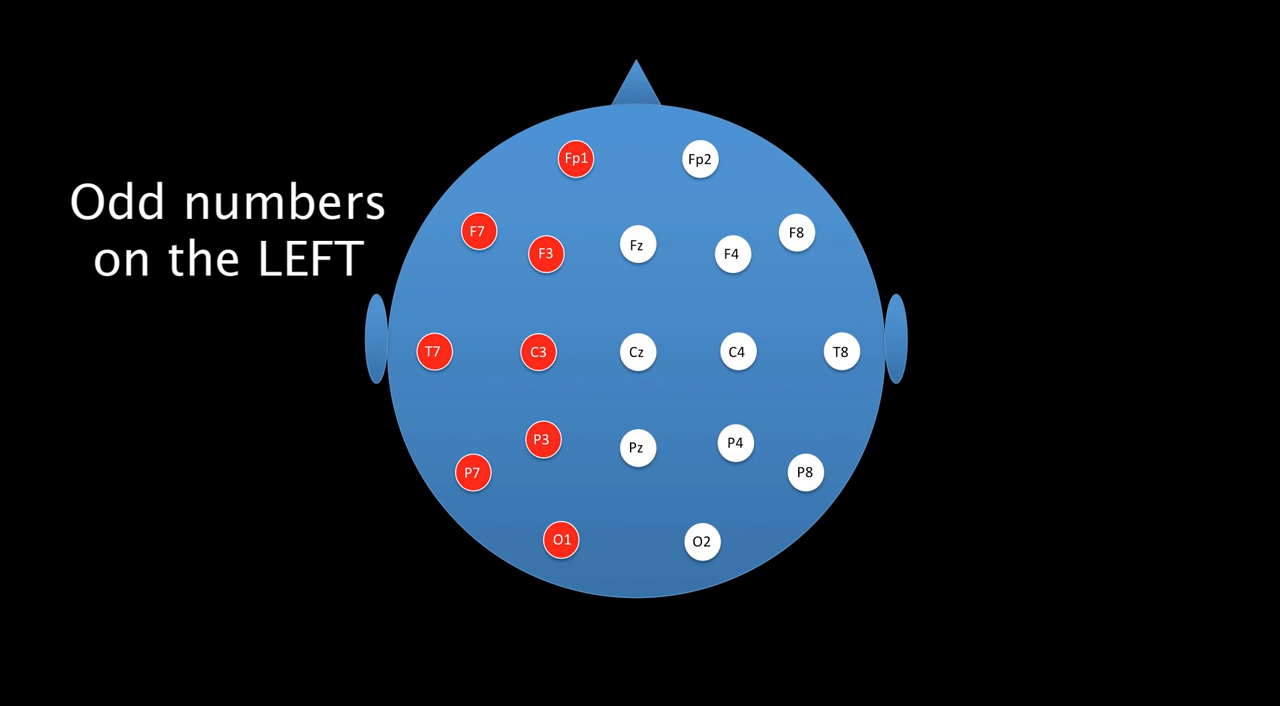 Odd numbers
on the LEFT
Fp1 Fp2
F7 F3 Fz F4 F8
T7 C3 Cz C4 T8
P3 Pz P4
P7 P8
O1 O2